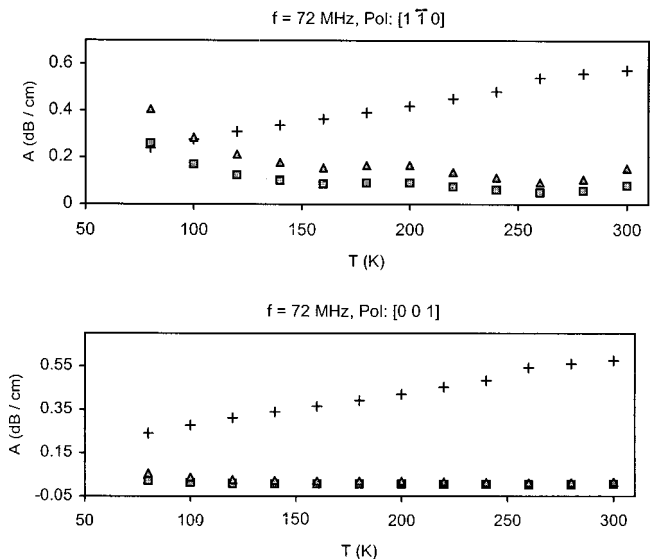 f = 72 MHz, Pol: [1 1̅ 0]
A (dB / cm)
0.6
0.4
0.2
0
50 100 150 200 250 300
T (K)
f = 72 MHz, Pol: [0 0 1]
A (dB / cm)
0.55
0.35
0.15
-0.05
50 100 150 200 250 300
T (K)